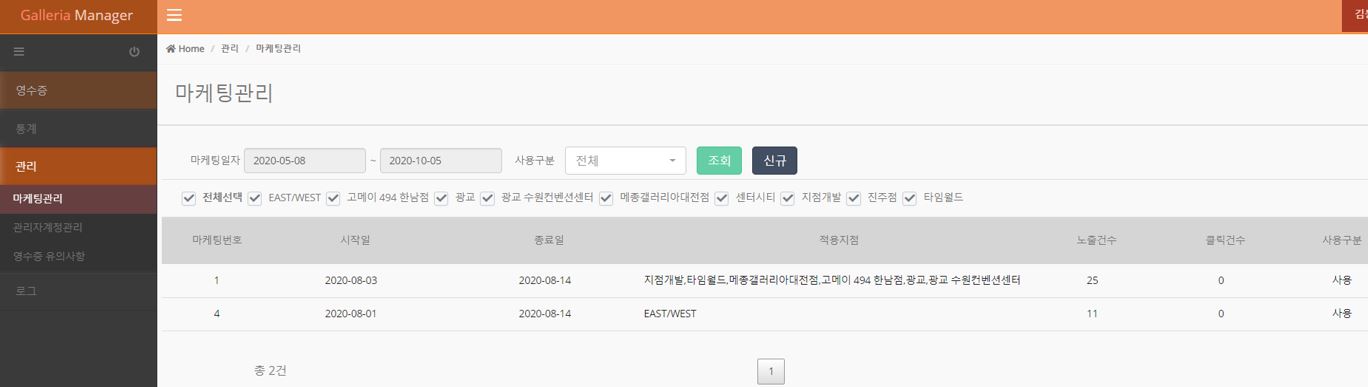 Galleria Manager
김
Home / 관리 / 마케팅관리
영수증
통계
관리
마케팅관리
관리자계정관리
영수증 유의사항
로그
마케팅관리
마케팅일자 2020-05-08 ~ 2020-10-05 사용구분 전체 조회 신규
전체선택 EAST/WEST 고메이 494 한남점 광교 광교 수원컨벤션센터 메종갤러리아대전점 센터시티 지점개발 진주점 타임월드
마케팅번호 시작일 종료일 적용지점 노출건수 클릭건수 사용구분
1 2020-08-03 2020-08-14 지점개발,타임월드,메종갤러리아대전점,고메이 494 한남점,광교,광교 수원컨벤션센터 25 0 사용
4 2020-08-01 2020-08-14 EAST/WEST 11 0 사용
총 2건 1